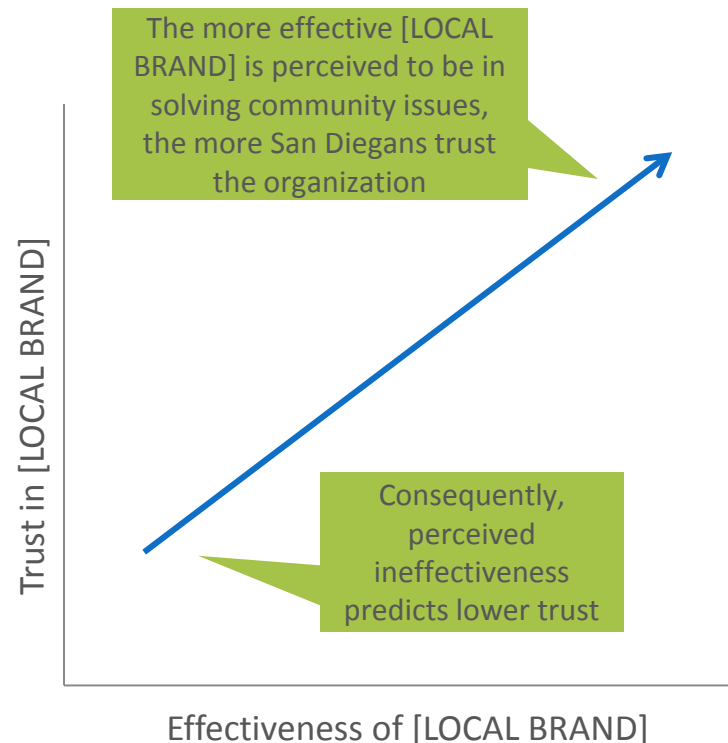 The more effective [LOCAL
BRAND] is perceived to be in
solving community issues,
the more San Diegans trust
the organization
Trust in [LOCAL BRAND]
Consequently,
perceived
ineffectiveness
predicts lower trust
Effectiveness of [LOCAL BRAND]